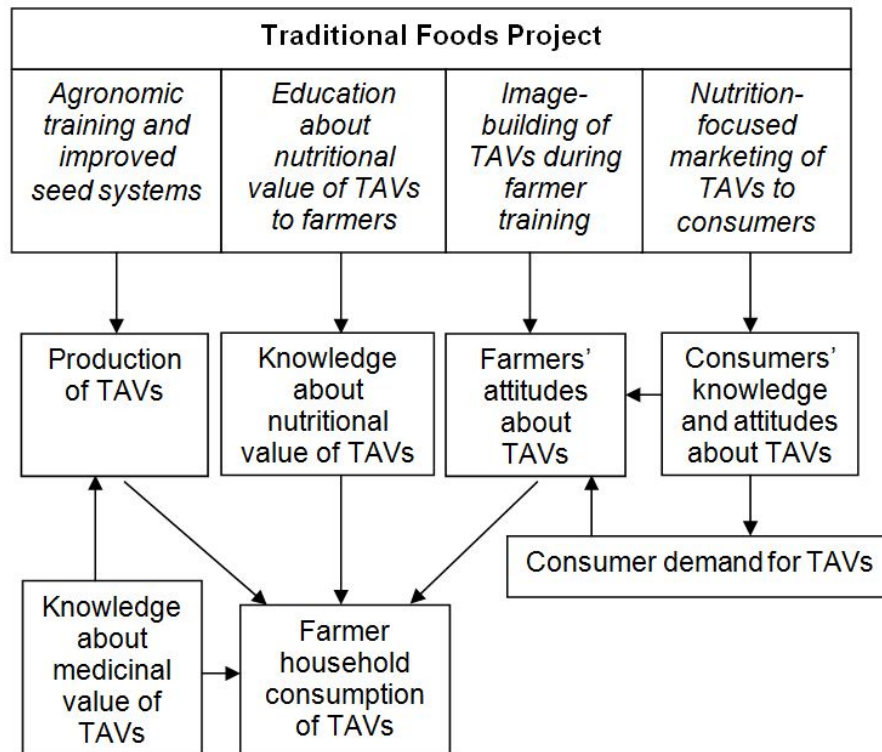 Traditional Foods Project
Agronomic
training and
improved
seed systems
Education
about
nutritional
value of TAVs
to farmers
Image-
building of
TAVs during
farmer
training
Nutrition-
focused
marketing of
TAVs to
consumers
Production
of TAVs
Knowledge
about
nutritional
value of TAVs
Farmers’
attitudes
about
TAVs
Consumers’
knowledge
and attitudes
about TAVs
Consumer demand for TAVs
Knowledge
about
medicinal
value of
TAVs
Farmer
household
consumption
of TAVs